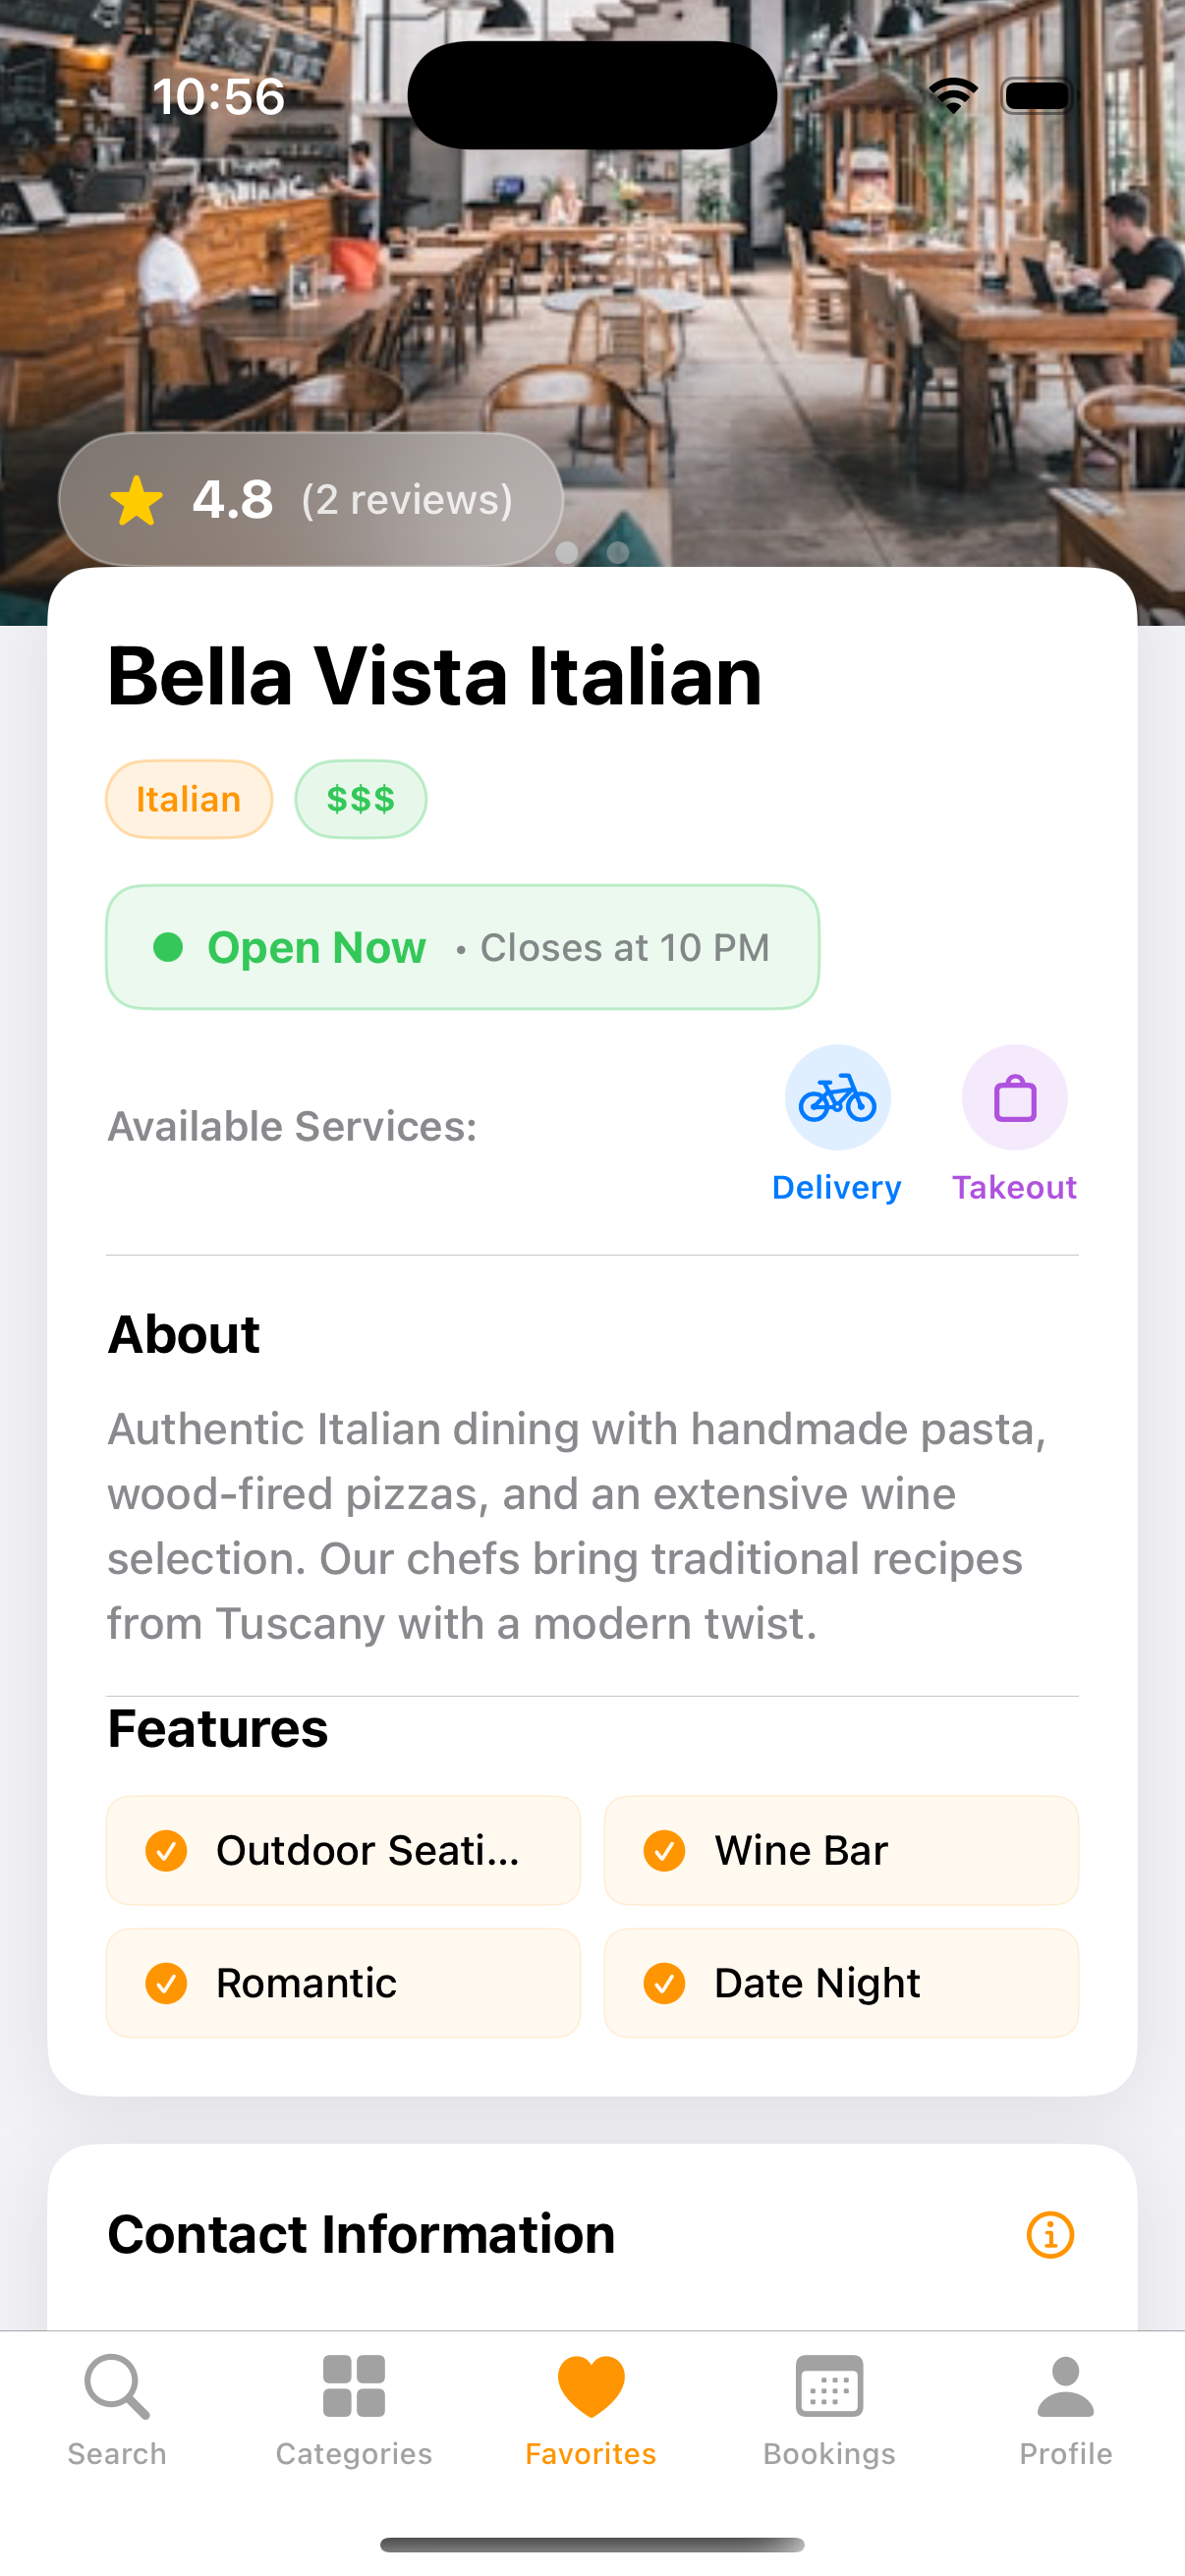 10:56
4.8 (2 reviews)
Bella Vista Italian
Italian $$$
Open Now • Closes at 10 PM
Available Services:
Delivery Takeout
About
Authentic Italian dining with handmade pasta,
wood-fired pizzas, and an extensive wine
selection. Our chefs bring traditional recipes
from Tuscany with a modern twist.
Features
Outdoor Seati... Wine Bar
Romantic Date Night
Contact Information
Search Categories Favorites Bookings Profile